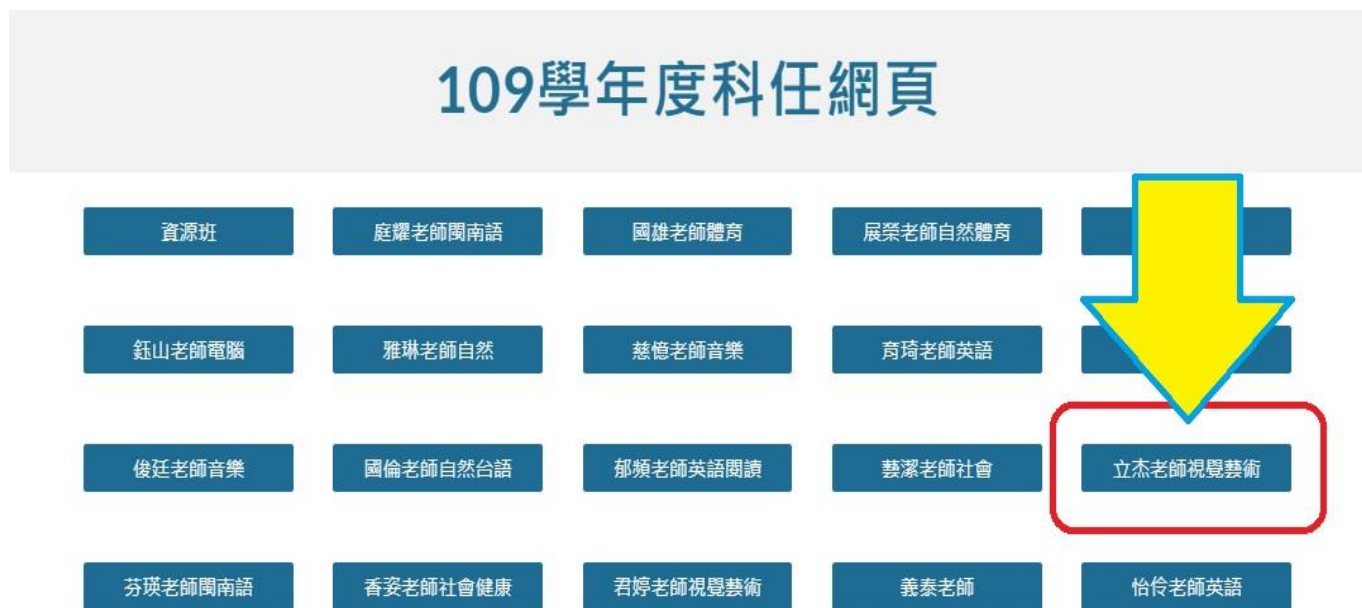 109學年度科任網頁
資源班
庭耀老師閩南語
國雄老師體育
展榮老師自然體育
鈺山老師電腦
雅琳老師自然
慈億老師音樂
育琦老師英語
俊廷老師音樂
國倫老師自然台語
郁頻老師英語閱讀
藝潔老師社會
立杰老師視覺藝術
芬瑛老師閩南語
香姿老師社會健康
君婷老師視覺藝術
義泰老師
怡伶老師英語